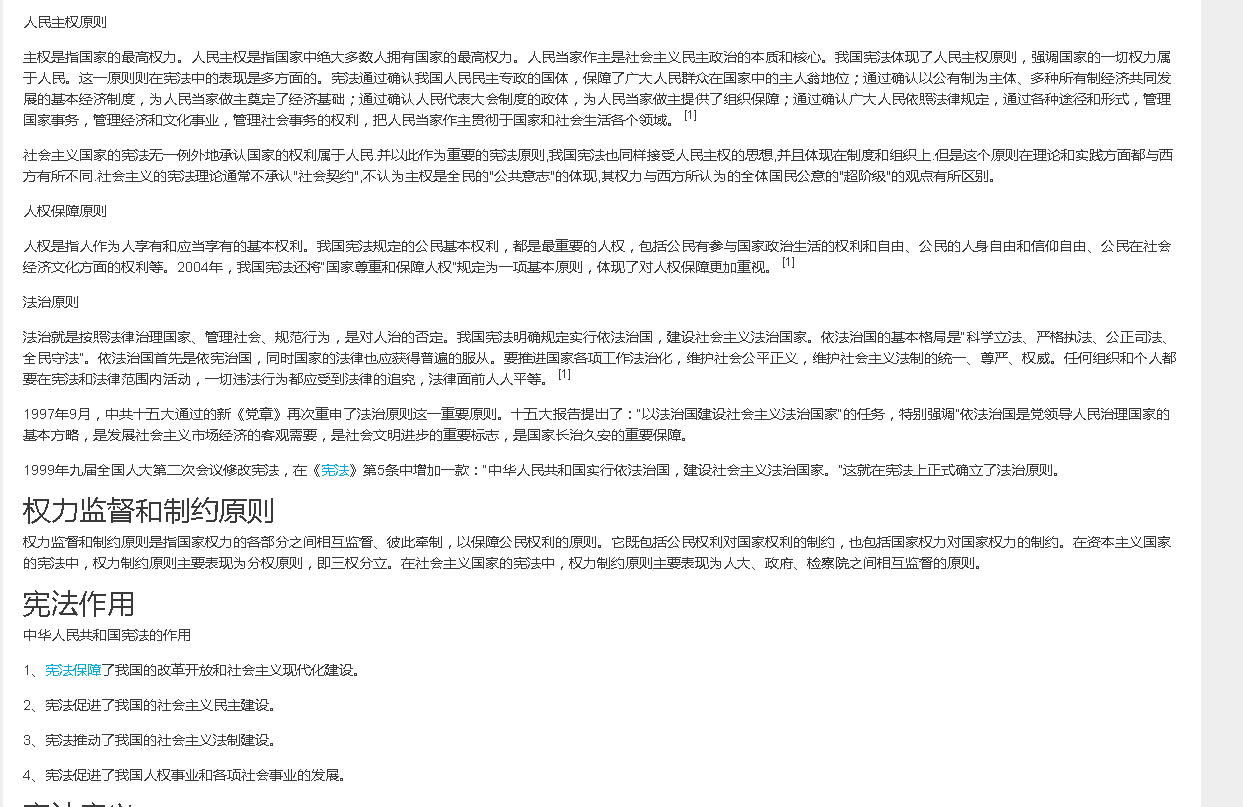 人民主权原则
主权是指国家的最高权力。人民主权是指国家中绝大多数人拥有国家的最高权力。人民当家作主是社会主义民主政治的本质和核心。我国宪法体现了人民主权原则，强调国家的一切权力属
于人民。这一原则则在宪法中的表现是多方面的。宪法通过确认我国人民民主专政的国体，保障了广大人民群众在国家中的主人翁地位；通过确认以公有制为主体、多种所有制经济共同发
展的基本经济制度，为人民当家做主奠定了经济基础；通过确认人民代表大会制度的政体，为人民当家做主提供了组织保障；通过确认广大人民依照法律规定，通过各种途径和形式，管理
国家事务，管理经济和文化事业，管理社会事务的权利，把人民当家作主贯彻于国家和社会生活各个领域。 [1]
社会主义国家的宪法无一例外地承认国家的权利属于人民.并以此作为重要的宪法原则,我国宪法也同样接受人民主权的思想,并且体现在制度和组织上.但是这个原则在理论和实践方面都与西
方有所不同.社会主义的宪法理论通常不承认"社会契约",不认为主权是全民的"公共意志"的体现,其权力与西方所认为的全体国民公意的"超阶级"的观点有所区别。
人权保障原则
人权是指人作为人享有和应当享有的基本权利。我国宪法规定的公民基本权利，都是最重要的人权，包括公民有参与国家政治生活的权利和自由、公民的人身自由和信仰自由、公民在社会
经济文化方面的权利等。2004年，我国宪法还将"国家尊重和保障人权"规定为一项基本原则，体现了对人权保障更加重视。 [1]
法治原则
法治就是按照法律治理国家、管理社会、规范行为，是对人治的否定。我国宪法明确规定实行依法治国，建设社会主义法治国家。依法治国的基本格局是"科学立法、严格执法、公正司法、
全民守法"。依法治国首先是依宪治国，同时国家的法律也应获得普遍的服从。要推进国家各项工作法治化，维护社会公平正义，维护社会主义法制的统一、尊严、权威。任何组织和个人都
要在宪法和法律范围内活动，一切违法行为都应受到法律的追究，法律面前人人平等。 [1]
1997年9月，中共十五大通过的新《党章》再次重申了法治原则这一重要原则。十五大报告提出了："以法治国建设社会主义法治国家"的任务，特别强调"依法治国是党领导人民治理国家的
基本方略，是发展社会主义市场经济的客观需要，是社会文明进步的重要标志，是国家长治久安的重要保障。
1999年九届全国人大第二次会议修改宪法，在《宪法》第5条中增加一款："中华人民共和国实行依法治国，建设社会主义法治国家。"这就在宪法上正式确立了法治原则。
权力监督和制约原则
权力监督和制约原则是指国家权力的各部分之间相互监督、彼此牵制，以保障公民权利的原则。它既包括公民权利对国家权利的制约，也包括国家权力对国家权力的制约。在资本主义国家
的宪法中，权力制约原则主要表现为分权原则，即三权分立。在社会主义国家的宪法中，权力制约原则主要表现为人大、政府、检察院之间相互监督的原则。
宪法作用
中华人民共和国宪法的作用
1、宪法保障了我国的改革开放和社会主义现代化建设。
2、宪法促进了我国的社会主义民主建设。
3、宪法推动了我国的社会主义法制建设。
4、宪法促进了我国人权事业和各项社会事业的发展。